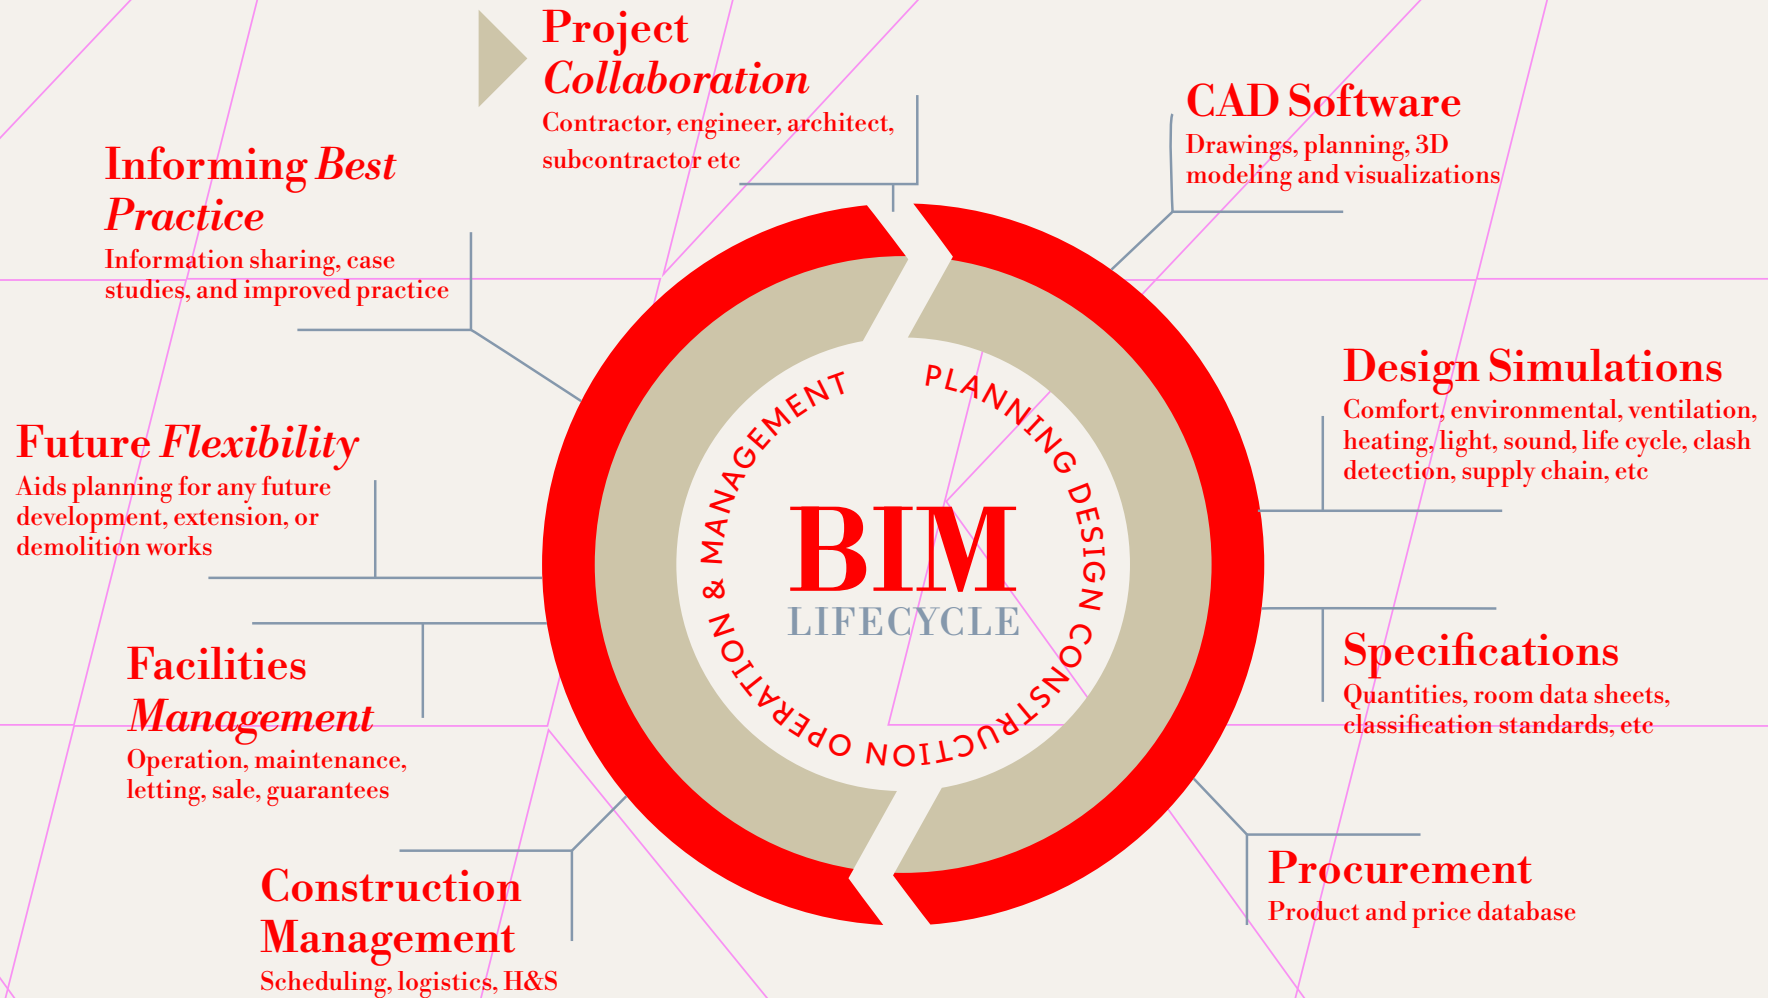 Project
Collaboration
Contractor, engineer, architect,
subcontractor etc
CAD Software
Drawings, planning, 3D
modeling and visualizations
Design Simulations
Comfort, environmental, ventilation,
heating, light, sound, life cycle, clash
detection, supply chain, etc
Specifications
Quantities, room data sheets,
classification standards, etc
Procurement
Product and price database
Construction
Management
Scheduling, logistics, H&S
Facilities
Management
Operation, maintenance,
letting, sale, guarantees
Future Flexibility
Aids planning for any future
development, extension, or
demolition works
Informing Best
Practice
Information sharing, case
studies, and improved practice
PLANNING DESIGN CONSTRUCTION OPERATION & MANAGEMENT
BIM
LIFECYCLE